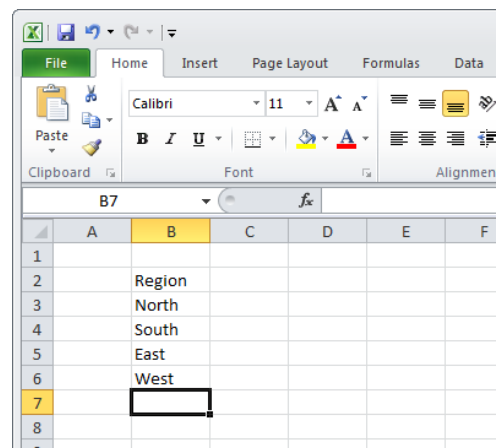 File Home Insert Page Layout Formulas Data
Calibri 11 A A
Paste B I U A
Clipboard Font Alignmen
B7 fx
A B C D E F
1
2 Region
3 North
4 South
5 East
6 West
7
8